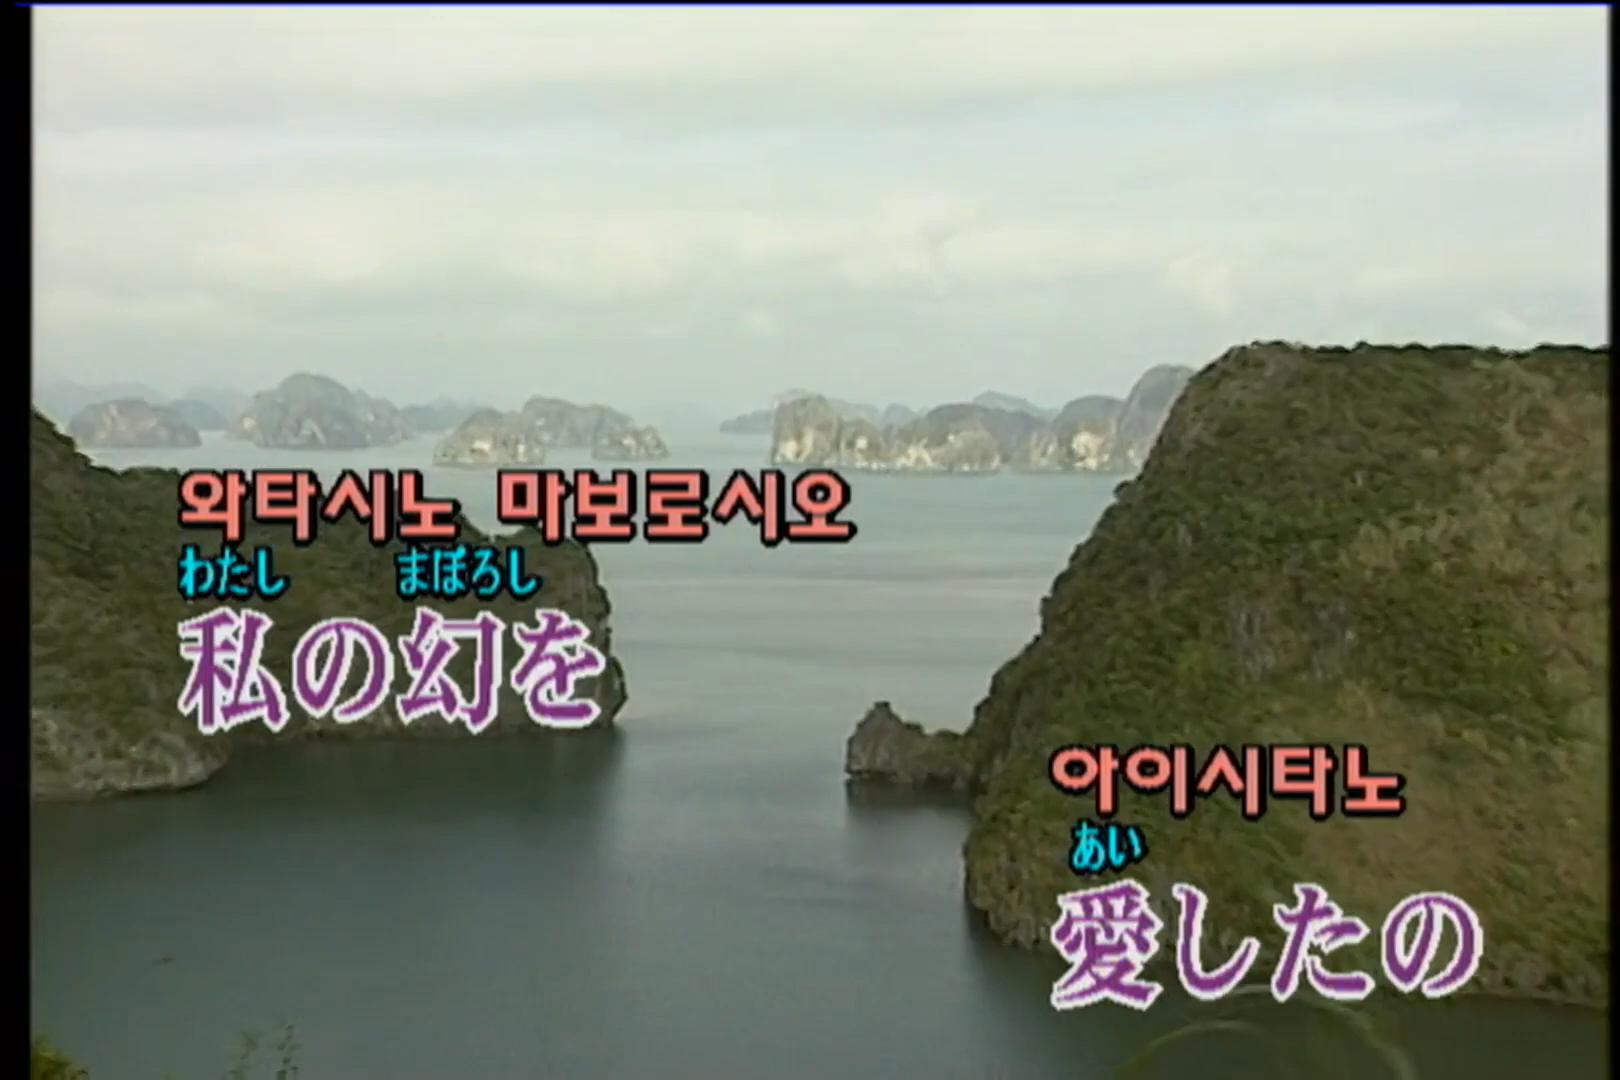 와타시노 마보로시오
わたし まぼろし
私の幻を
아이시타노
あい
愛したの